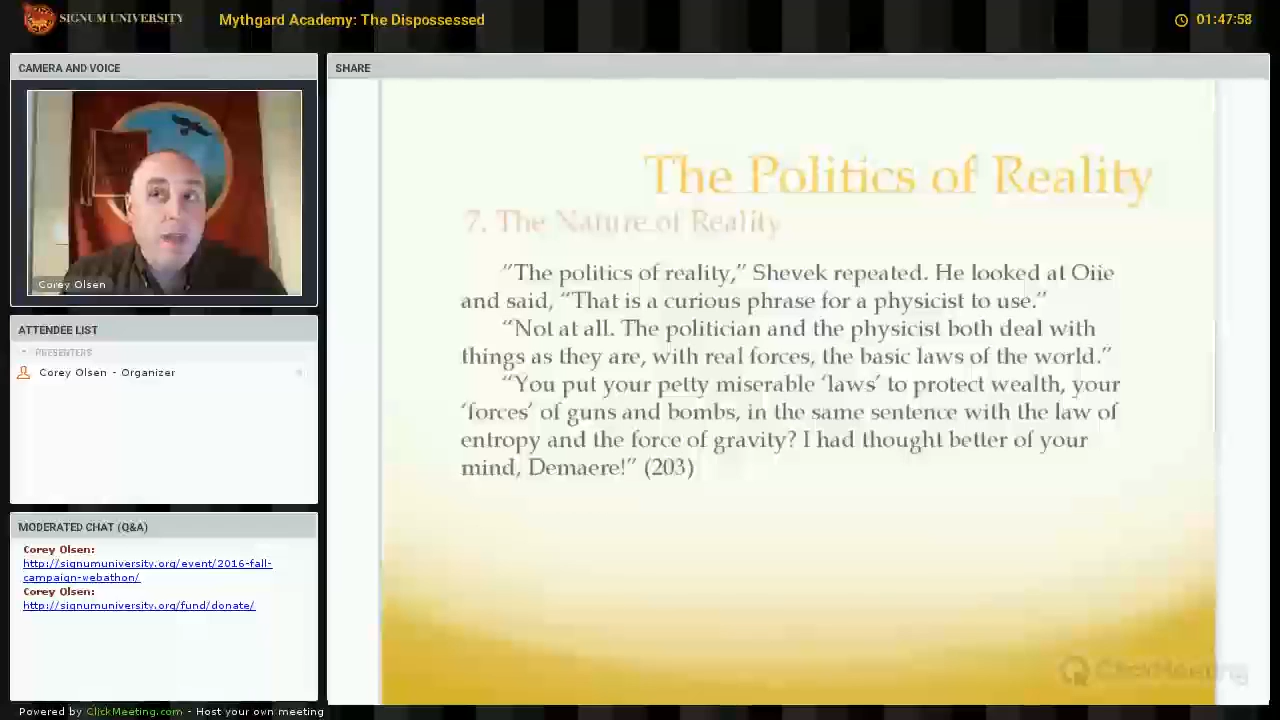 SIGNUM UNIVERSITY
Mythgard Academy: The Dispossessed
01:47:58
CAMERA AND VOICE
Corey Olsen
ATTENDEE LIST
- PRESENTERS
Corey Olsen - Organizer
MODERATED CHAT (Q&A)
Corey Olsen:
http://signumuniversity.org/event/2016-fall-
campaign-webathon/
Corey Olsen:
http://signumuniversity.org/fund/donate/
SHARE
The Politics of Reality
7. The Nature of Reality
“The politics of reality,” Shevek repeated. He looked at Oiie
and said, “That is a curious phrase for a physicist to use.”
“Not at all. The politician and the physicist both deal with
things as they are, with real forces, the basic laws of the world.”
“You put your petty miserable ‘laws’ to protect wealth, your
‘forces’ of guns and bombs, in the same sentence with the law of
entropy and the force of gravity? I had thought better of your
mind, Demaere!” (203)
ClickMeeting
Powered by ClickMeeting.com - Host your own meeting